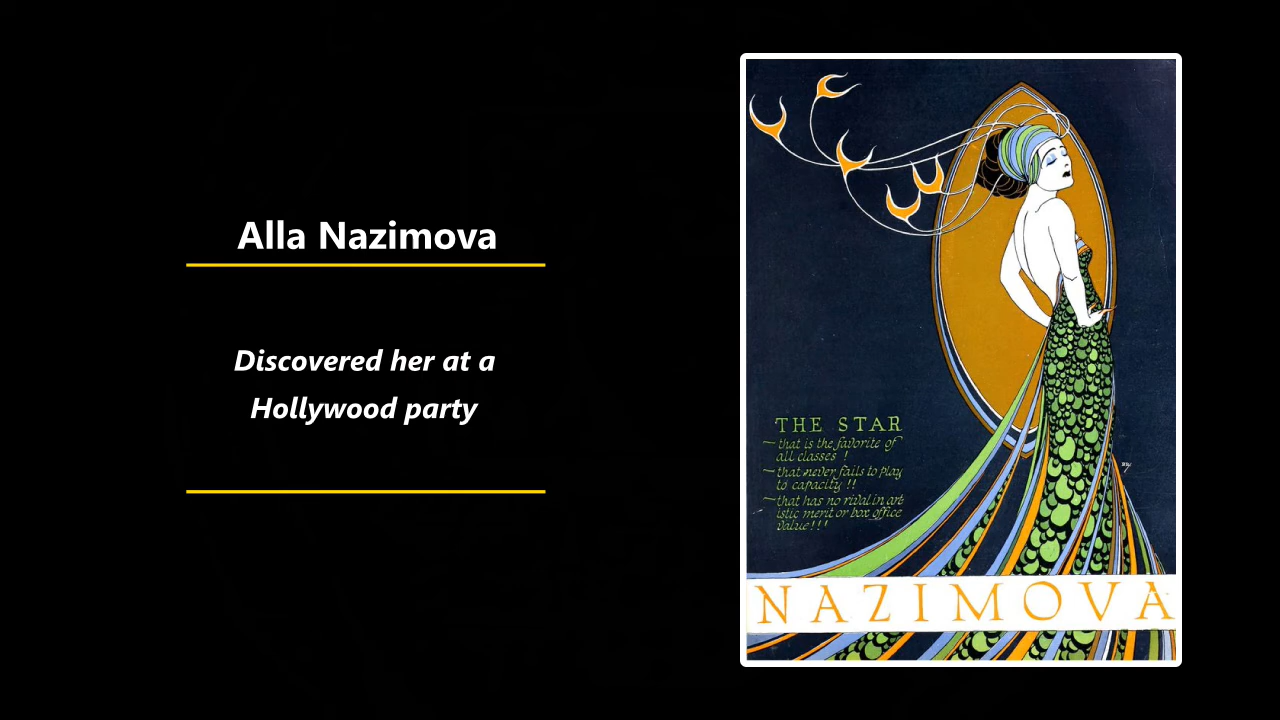 Alla Nazimova
Discovered her at a
Hollywood party
THE STAR
—that is the favorite of
all classes !
—that never fails to play
to capacity !!
—that has no rival in art-
istic merit or box office
value!!!
NAZIMOVA